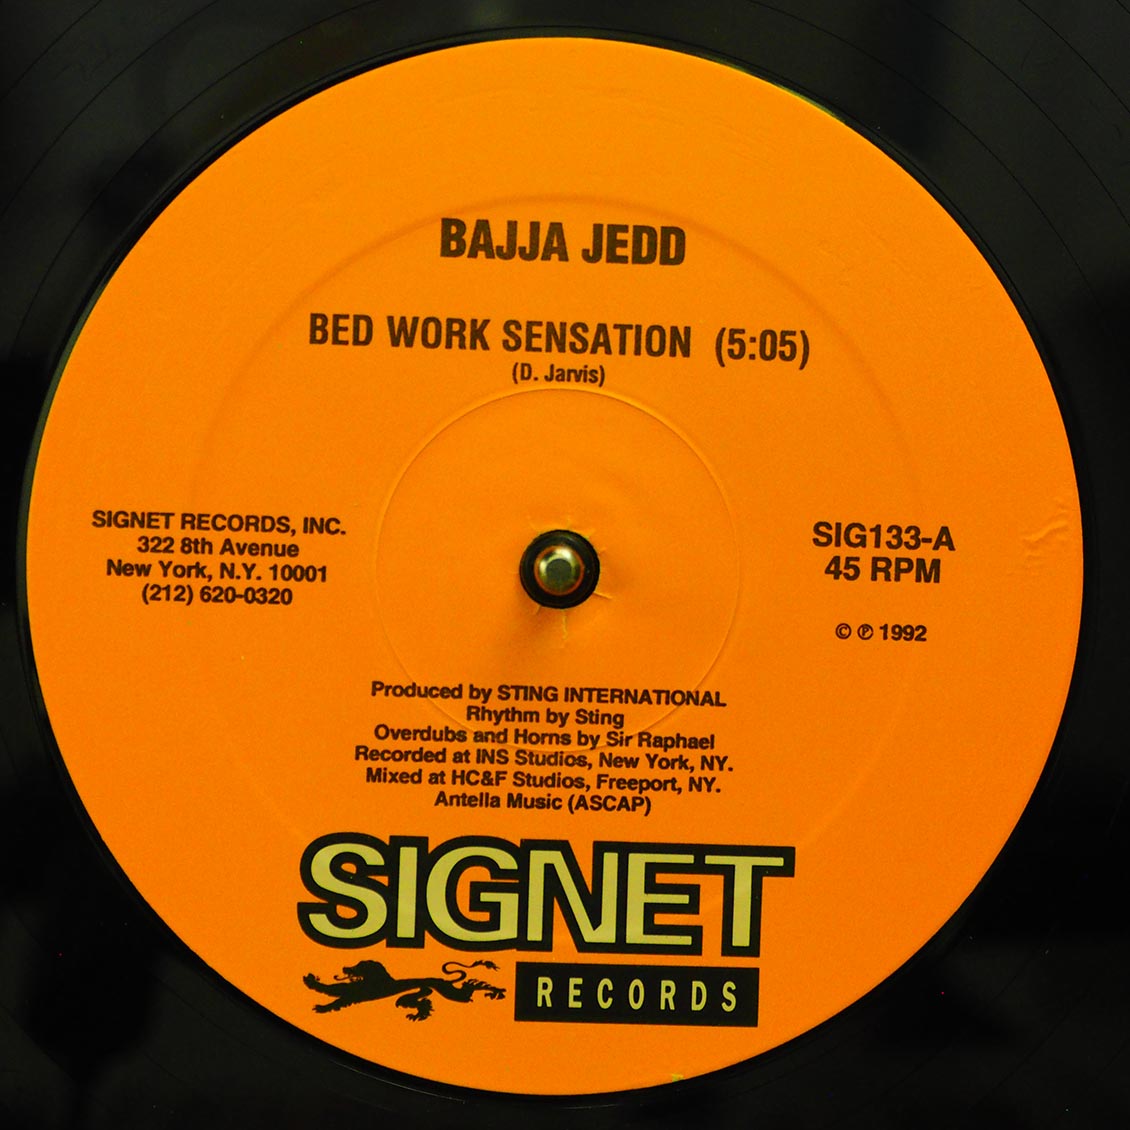 BAJJA JEDD
BED WORK SENSATION (5:05)
(D. Jarvis)
SIGNET RECORDS, INC.
322 8th Avenue
New York, N.Y. 10001
(212) 620-0320
SIG133-A
45 RPM
© ℗ 1992
Produced by STING INTERNATIONAL
Rhythm by Sting
Overdubs and Horns by Sir Raphael
Recorded at INS Studios, New York, NY.
Mixed at HC&F Studios, Freeport, NY.
Antella Music (ASCAP)
SIGNET
RECORDS